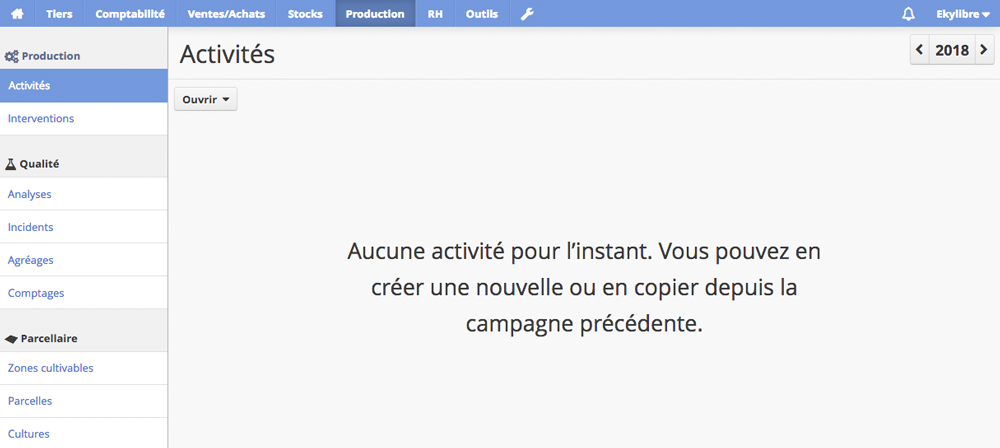 Tiers Comptabilité Ventes/Achats Stocks Production RH Outils Ekylibre
Production
Activités
Interventions
Qualité
Analyses
Incidents
Agréages
Comptages
Parcellaire
Zones cultivables
Parcelles
Cultures
Activités
2018
Ouvrir
Aucune activité pour l’instant. Vous pouvez en
créer une nouvelle ou en copier depuis la
campagne précédente.